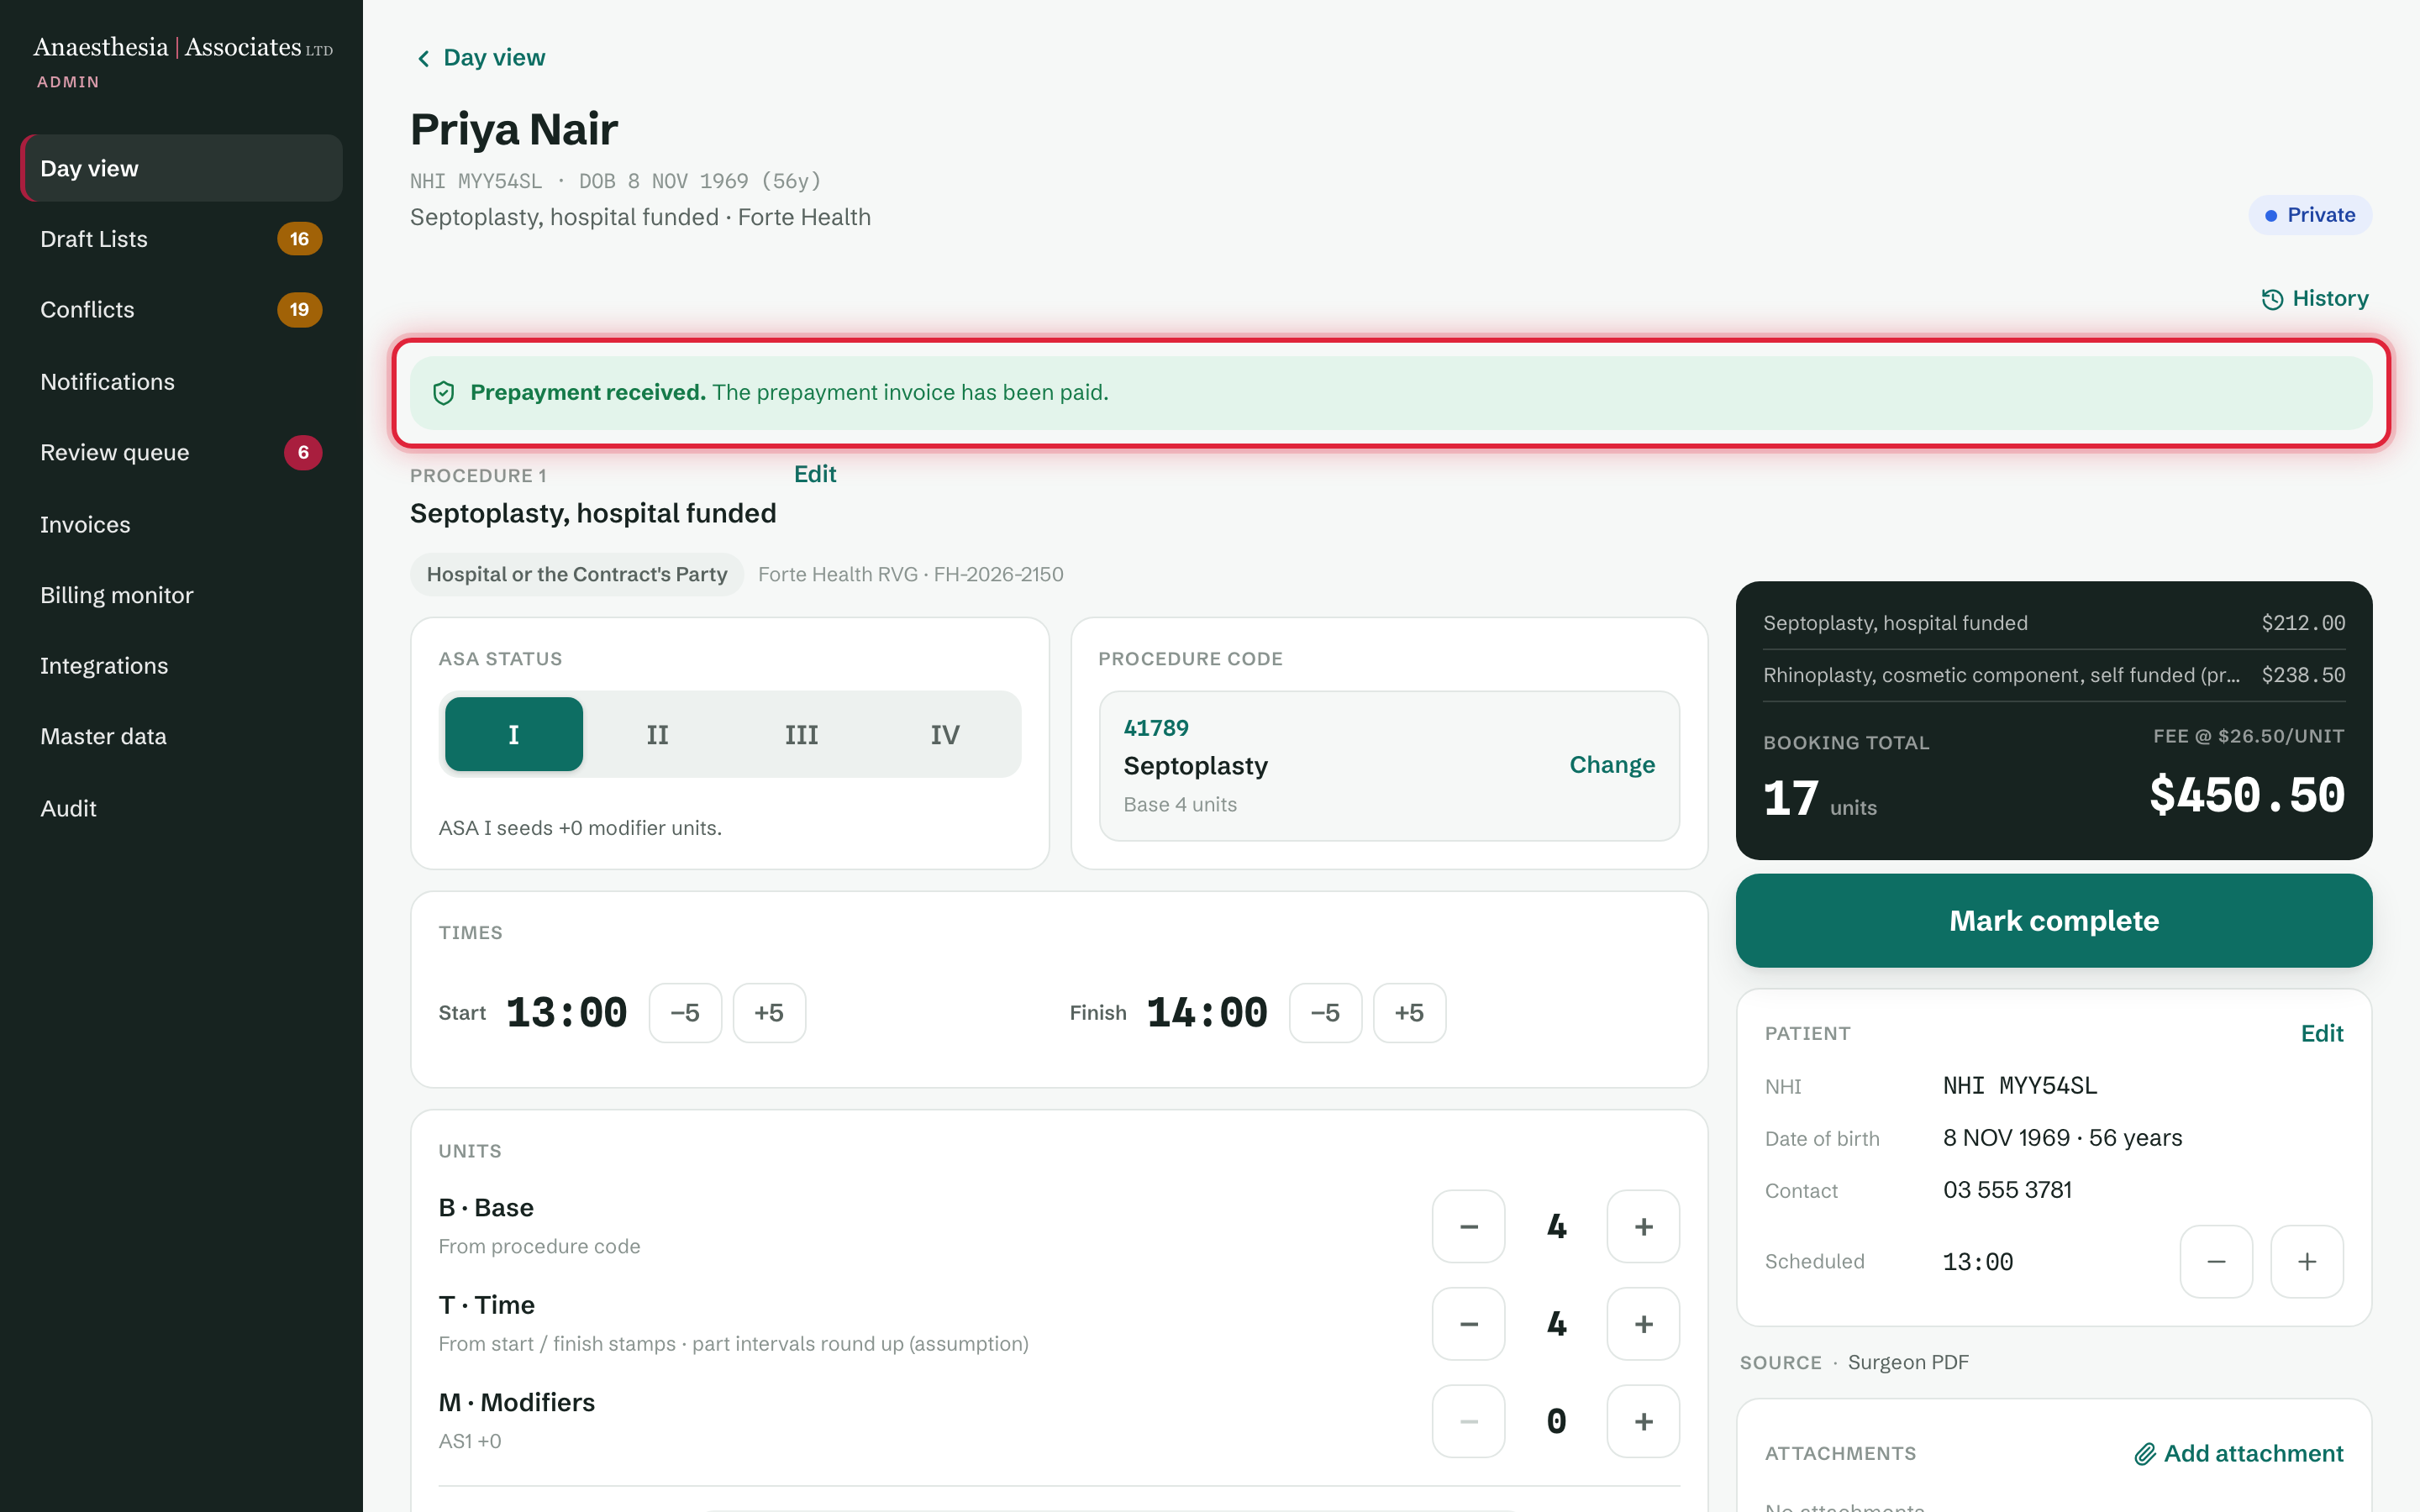 Anaesthesia | Associates LTD
ADMIN
Day view
Draft Lists 16
Conflicts 19
Notifications
Review queue 6
Invoices
Billing monitor
Integrations
Master data
Audit
Day view
Priya Nair
NHI MYY54SL · DOB 8 NOV 1969 (56y)
Septoplasty, hospital funded · Forte Health
Private
History
Prepayment received. The prepayment invoice has been paid.
PROCEDURE 1 Edit
Septoplasty, hospital funded
Hospital or the Contract's Party Forte Health RVG · FH-2026-2150
ASA STATUS
I II III IV
ASA I seeds +0 modifier units.
PROCEDURE CODE
41789
Septoplasty
Base 4 units
Change
TIMES
Start 13:00 −5 +5
Finish 14:00 −5 +5
UNITS
B · Base
From procedure code
− 4 +
T · Time
From start / finish stamps · part intervals round up (assumption)
− 4 +
M · Modifiers
AS1 +0
− 0 +
Septoplasty, hospital funded $212.00
Rhinoplasty, cosmetic component, self funded (pr... $238.50
BOOKING TOTAL FEE @ $26.50/UNIT
17 units $450.50
Mark complete
PATIENT Edit
NHI NHI MYY54SL
Date of birth 8 NOV 1969 · 56 years
Contact 03 555 3781
Scheduled 13:00 − +
SOURCE · Surgeon PDF
ATTACHMENTS Add attachment